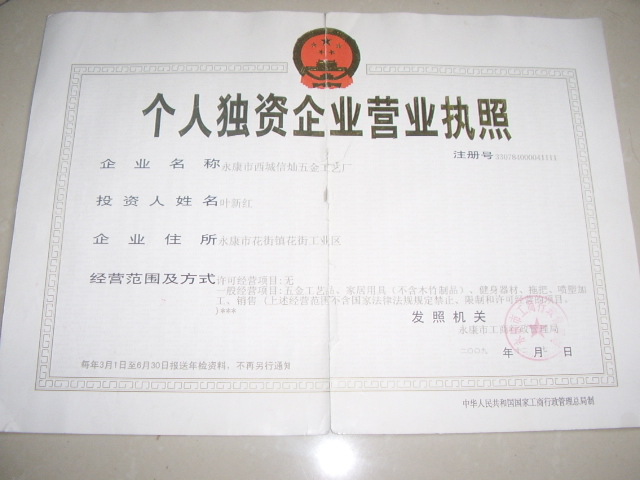 个人独资企业营业执照
注册号 330784000041111
企业名称 永康市西城信灿五金工艺厂
投资人姓名 叶新红
企业住所 永康市花街镇花街工业区
经营范围及方式 许可经营项目:无
一般经营项目:五金工艺品、家居用具（不含木竹制品）、健身器材、拖把、喷塑加
工、销售（上述经营范围不含国家法律法规规定禁止、限制和许可经营的项目。
)***
发照机关
永康市工商行政管理局
二00九 年 月 日
每年3月1日至6月30日报送年检资料，不再另行通知
中华人民共和国国家工商行政管理总局制